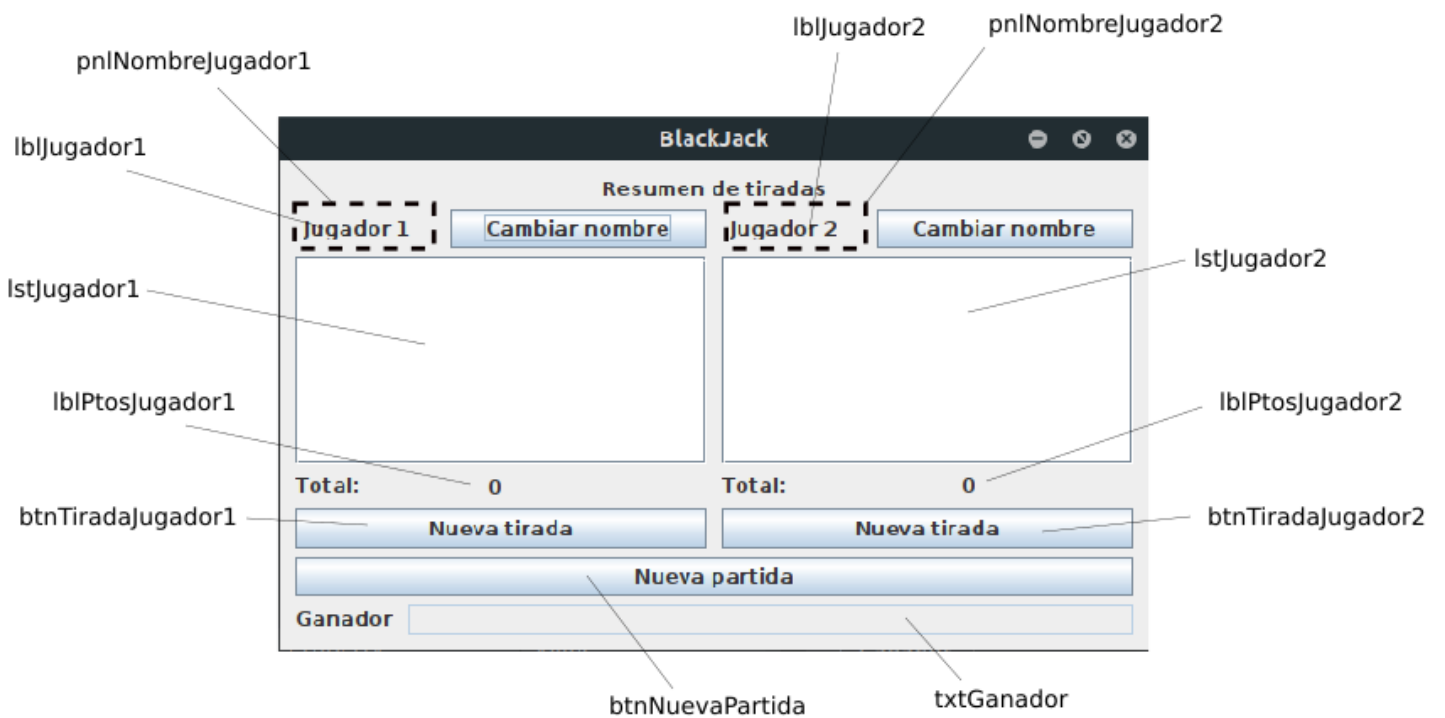 lblJugador2 pnlNombreJugador2
pnlNombreJugador1
lblJugador1
BlackJack
Resumen de tiradas
Jugador 1 Cambiar nombre Jugador 2 Cambiar nombre
lstJugador2
lstJugador1
lblPtosJugador1
lblPtosJugador2
Total: 0 Total: 0
btnTiradaJugador1
Nueva tirada Nueva tirada
btnTiradaJugador2
Nueva partida
Ganador
btnNuevaPartida
txtGanador